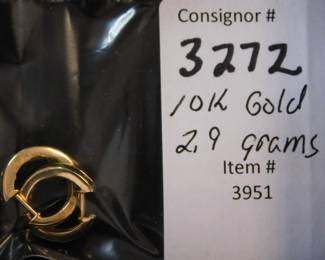 Consignor #
3272
10K Gold
2.9 grams
Item #
3951